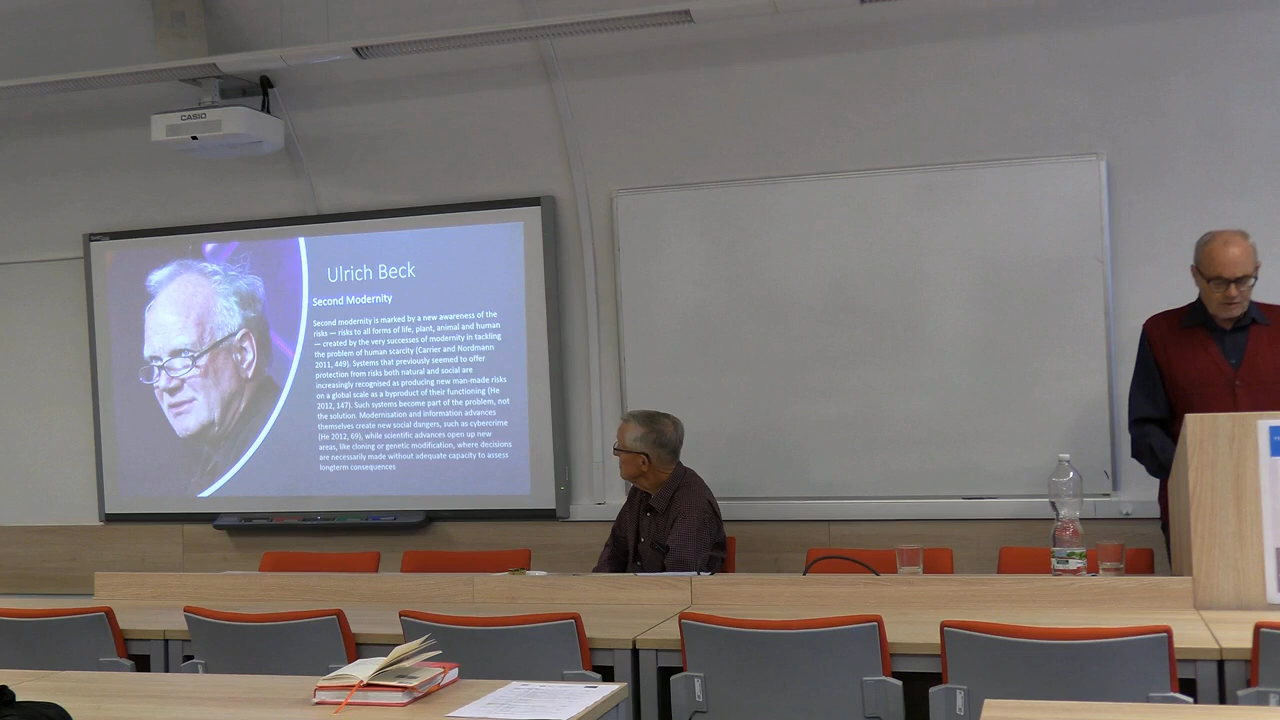 CASIO
Ulrich Beck
Second Modernity
Second modernity is marked by a new awareness of the
risks — risks to all forms of life, plant, animal and human
— created by the very successes of modernity in tackling
the problem of human scarcity (Carrier and Nordmann
2011, 449). Systems that previously seemed to offer
protection from risks both natural and social are
increasingly recognised as producing new man-made risks
on a global scale as a byproduct of their functioning (He
2012, 147). Such systems become part of the problem, not
the solution. Modernisation and information advances
themselves create new social dangers, such as cybercrime
(He 2012, 69), while scientific advances open up new
areas, like cloning or genetic modification, where decisions
are necessarily made without adequate capacity to assess
longterm consequences